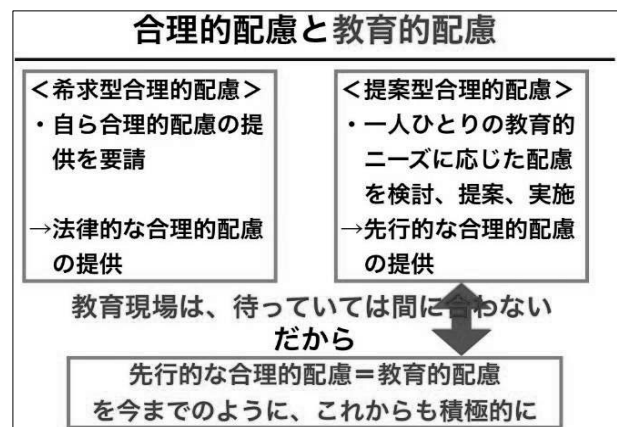 合理的配慮と教育的配慮
＜希求型合理的配慮＞
・自ら合理的配慮の提
供を要請
→法律的な合理的配慮
の提供
＜提案型合理的配慮＞
・一人ひとりの教育的
ニーズに応じた配慮
を検討、提案、実施
→先行的な合理的配慮
の提供
教育現場は、待っていては間に合わない
だから
先行的な合理的配慮＝教育的配慮
を今までのように、これからも積極的に